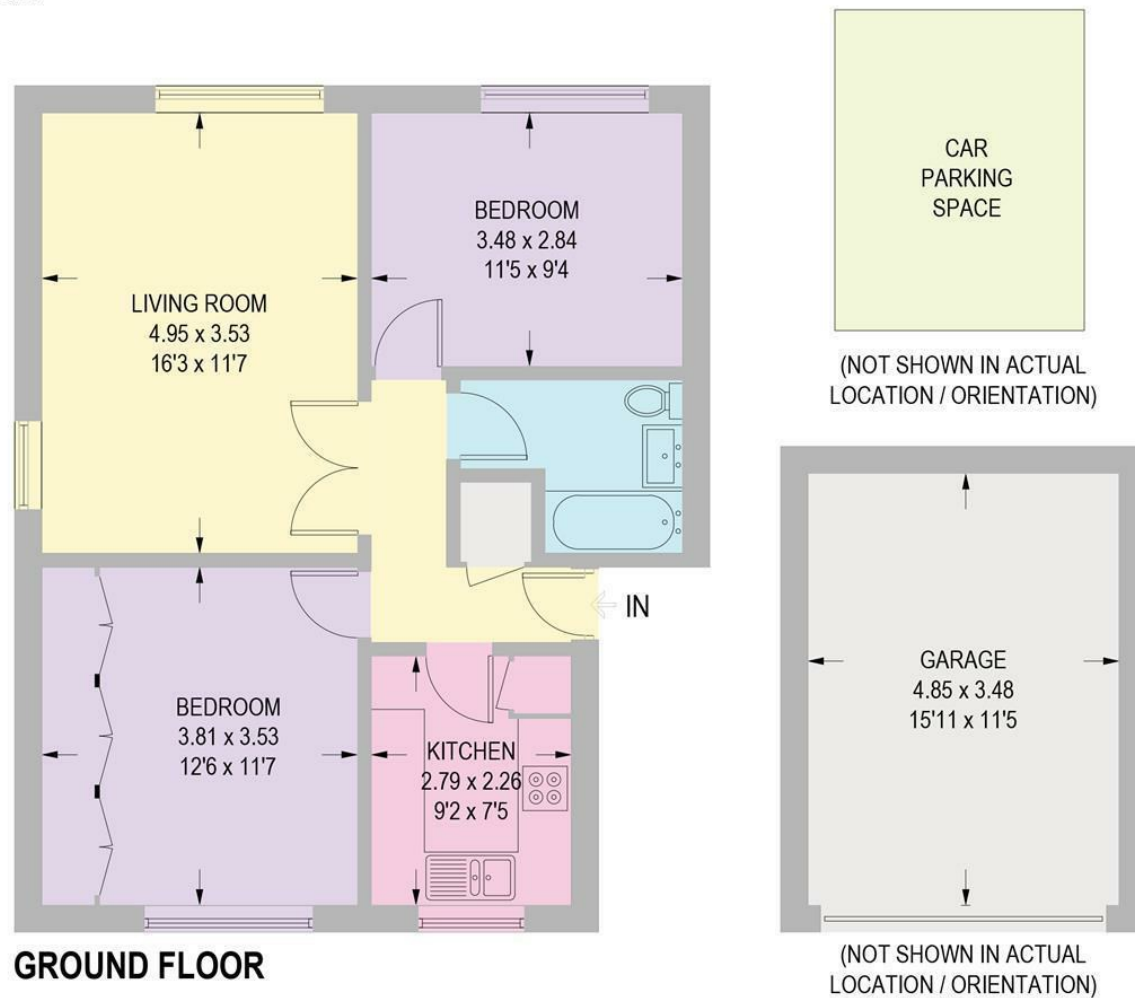 CAR
PARKING
SPACE
(NOT SHOWN IN ACTUAL
LOCATION / ORIENTATION)
BEDROOM
3.48 x 2.84
11'5 x 9'4
LIVING ROOM
4.95 x 3.53
16'3 x 11'7
IN
BEDROOM
3.81 x 3.53
12'6 x 11'7
KITCHEN
2.79 x 2.26
9'2 x 7'5
GARAGE
4.85 x 3.48
15'11 x 11'5
(NOT SHOWN IN ACTUAL
LOCATION / ORIENTATION)
GROUND FLOOR